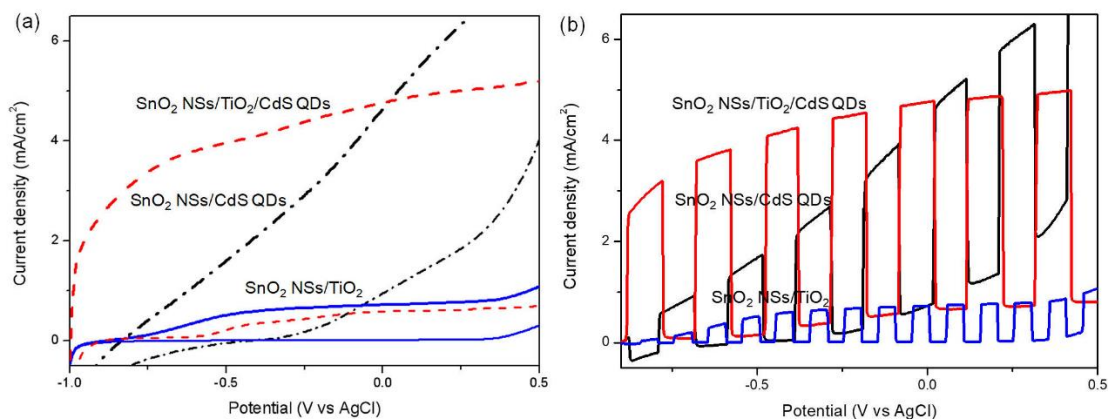 (a)
6
4
2
0
Current density (mA/cm²)
SnO₂ NSs/TiO₂/CdS QDs
SnO₂ NSs/CdS QDs
SnO₂ NSs/TiO₂
-1.0 -0.5 0.0 0.5
Potential (V vs AgCl)
(b)
6
4
2
0
Current density (mA/cm²)
SnO₂ NSs/TiO₂/CdS QDs
SnO₂ NSs/CdS QDs
SnO₂ NSs/TiO₂
-0.5 0.0 0.5
Potential (V vs AgCl)